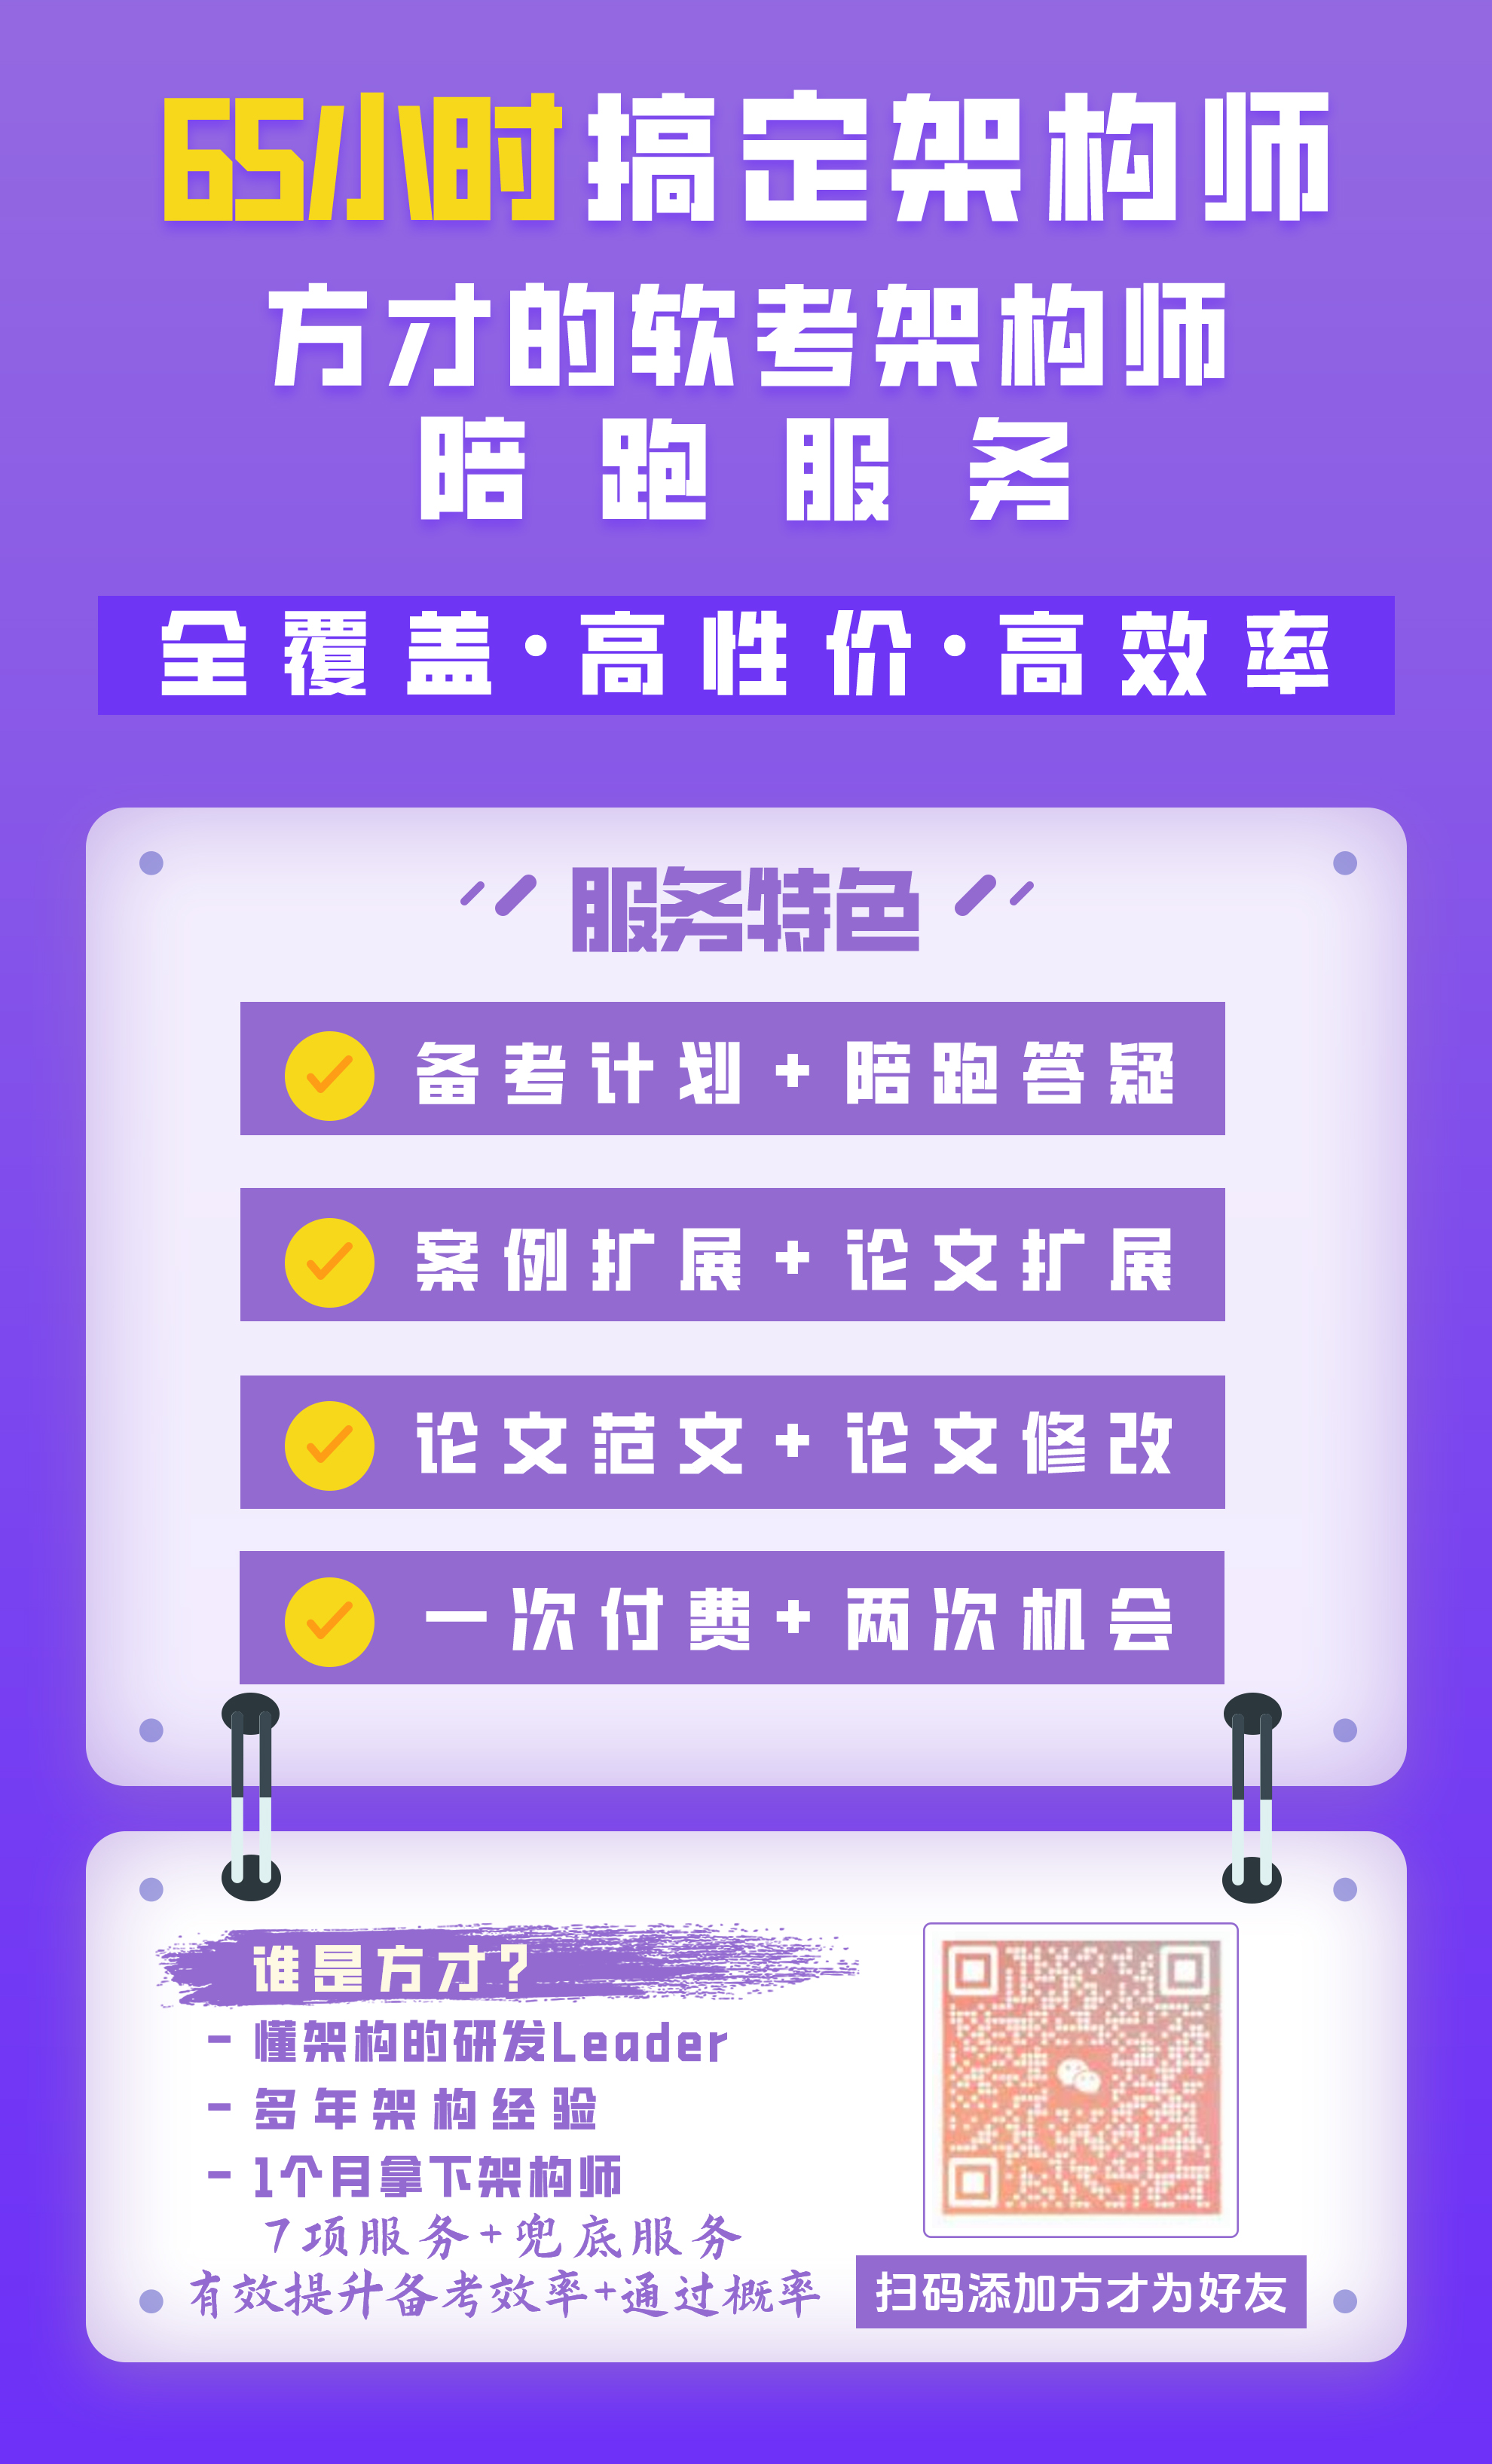 65小时搞定架构师
方才的软考架构师
陪跑服务
全覆盖·高性价·高效率
服务特色
备考计划+陪跑答疑
案例扩展+论文扩展
论文范文+论文修改
一次付费+两次机会
谁是方才？
- 懂架构的研发Leader
- 多年架构经验
- 1个月拿下架构师
7项服务+兜底服务
有效提升备考效率+通过概率
扫码添加方才为好友